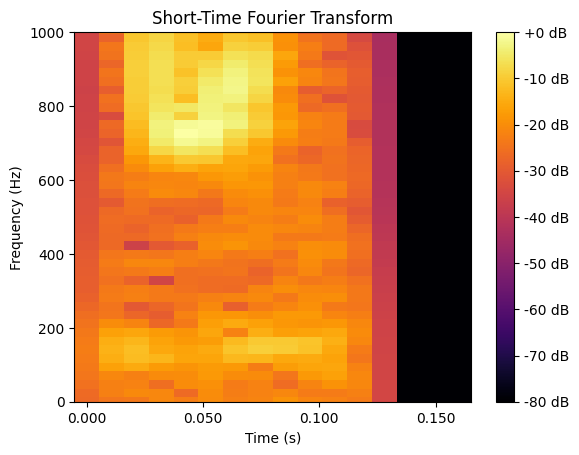 Short-Time Fourier Transform
1000
800
600
400
200
0
Frequency (Hz)
0.000
0.050
0.100
0.150
Time (s)
+0 dB
-10 dB
-20 dB
-30 dB
-40 dB
-50 dB
-60 dB
-70 dB
-80 dB